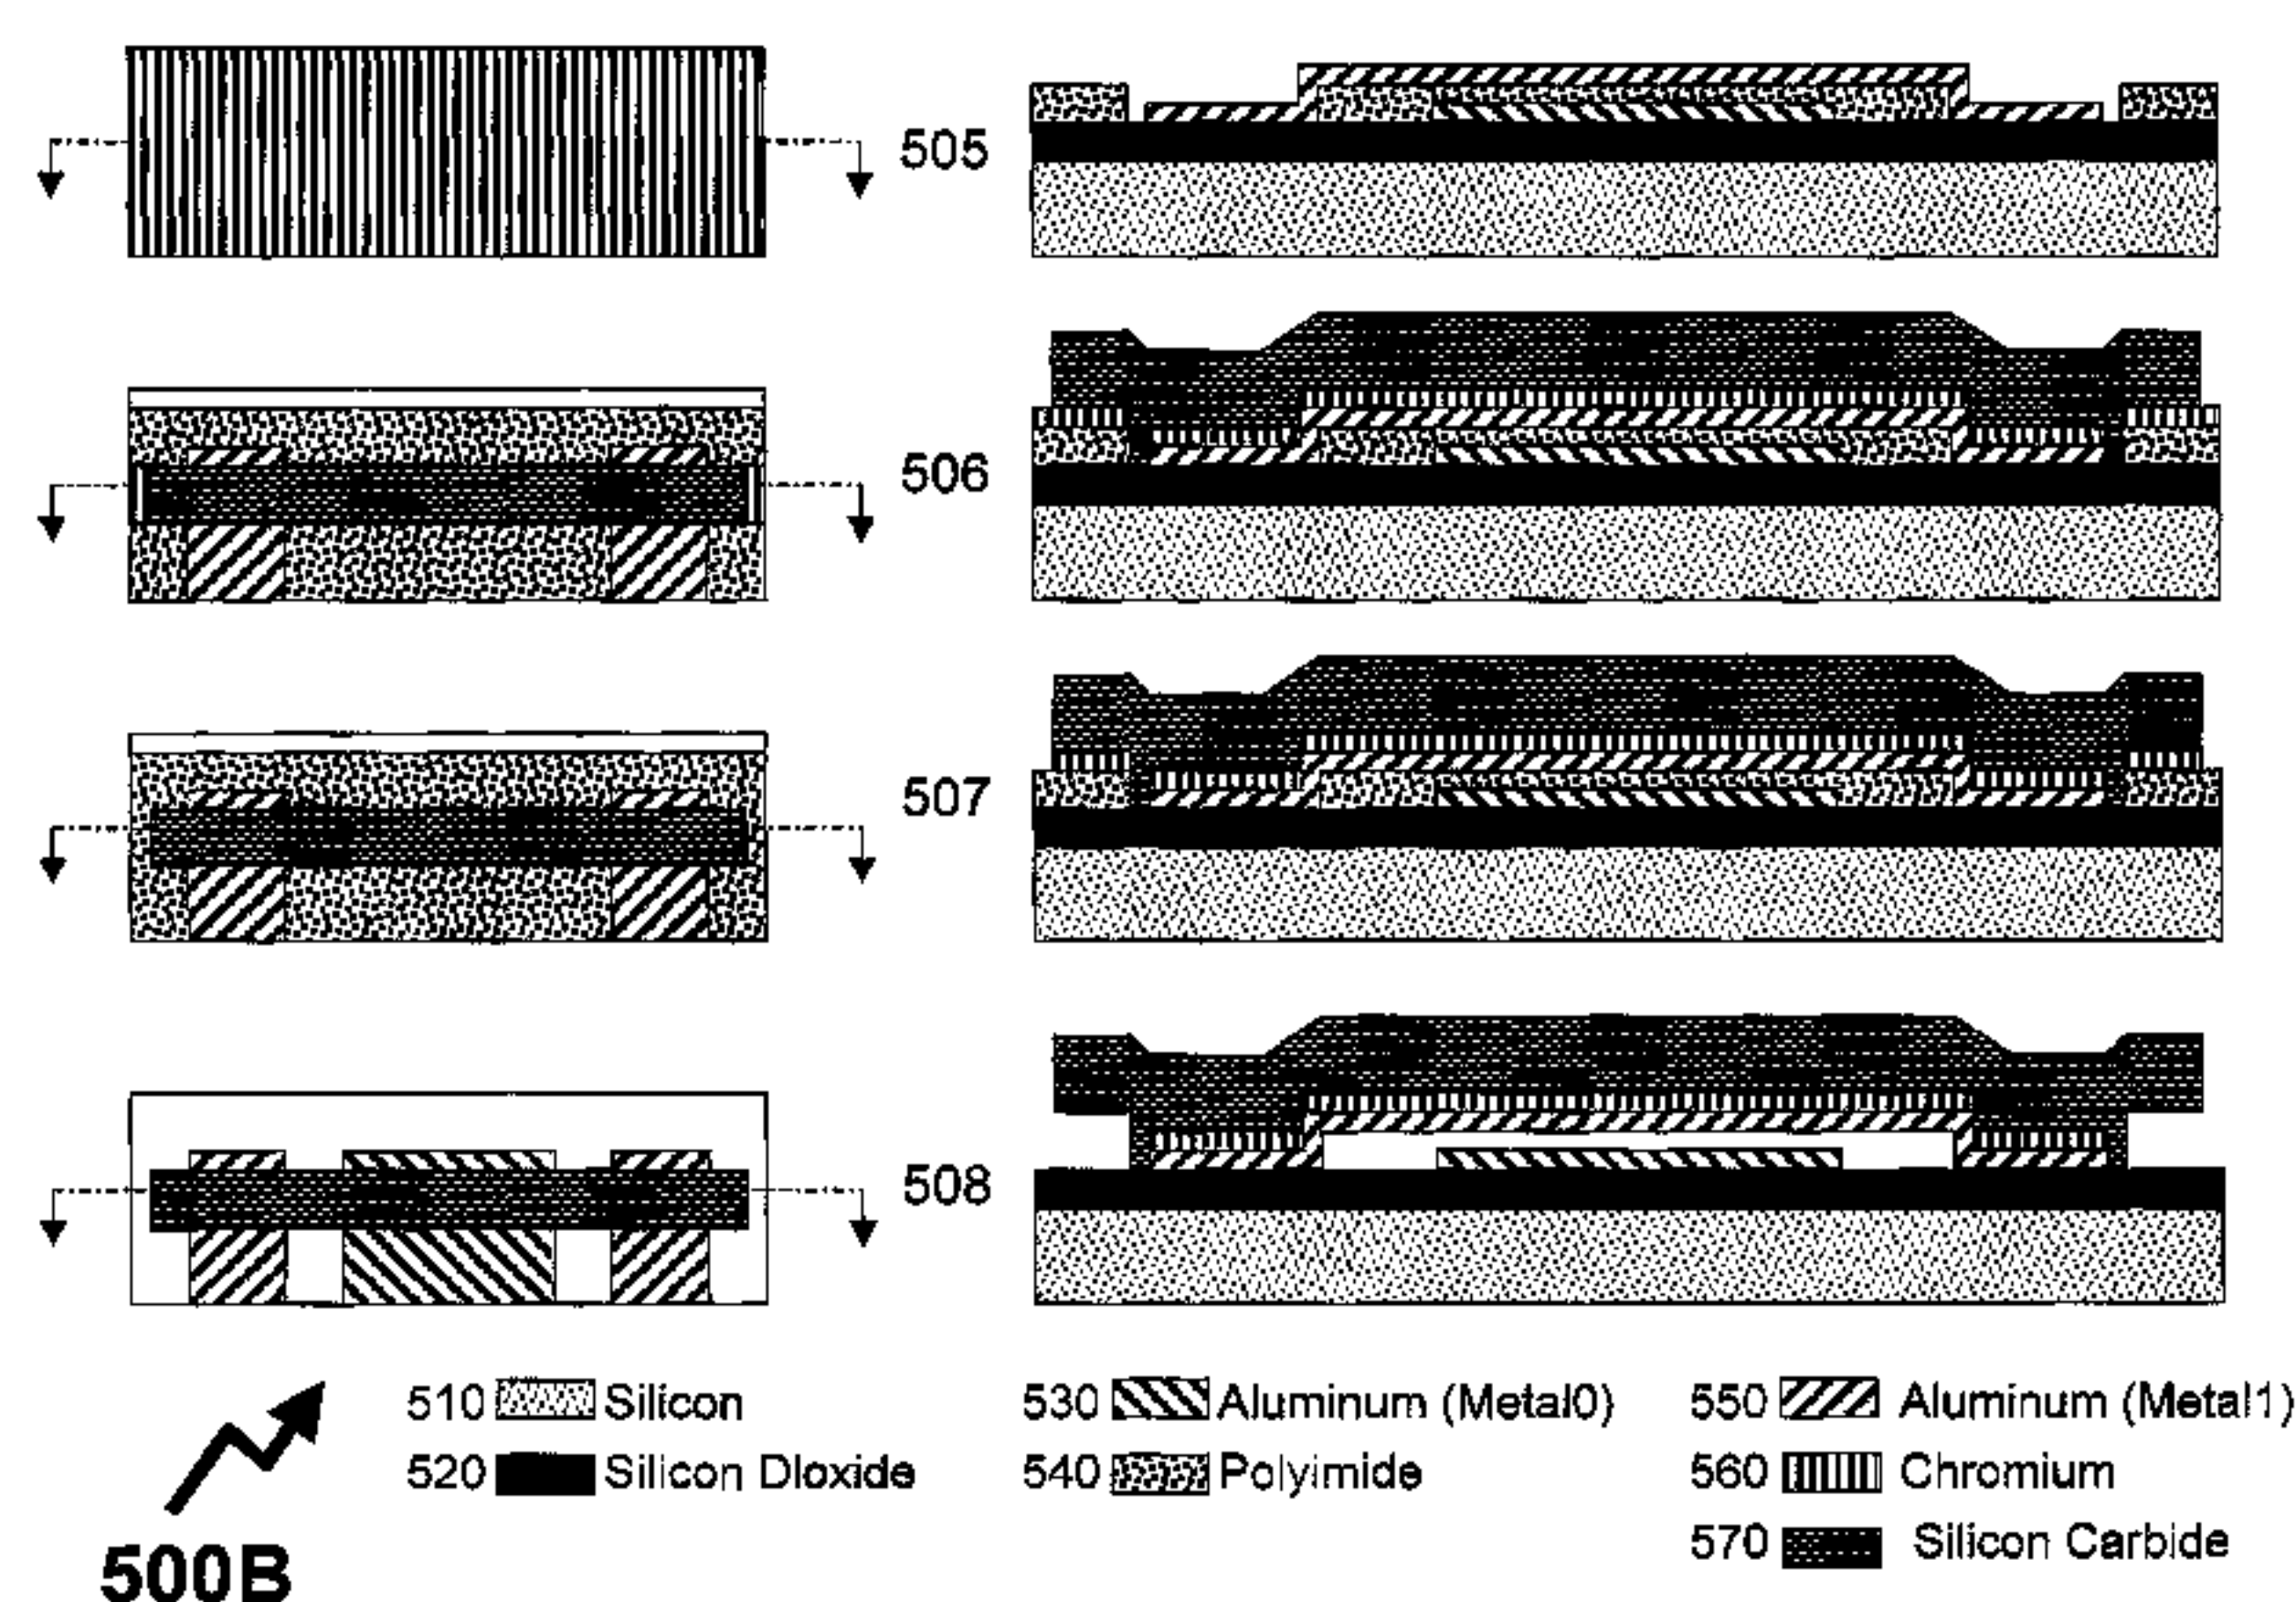 505
506
507
508
510 Silicon
530 Aluminum (Metal0)
550 Aluminum (Metal1)
520 Silicon Dloxide
540 Polyimide
560 Chromium
570 Silicon Carbide
500B